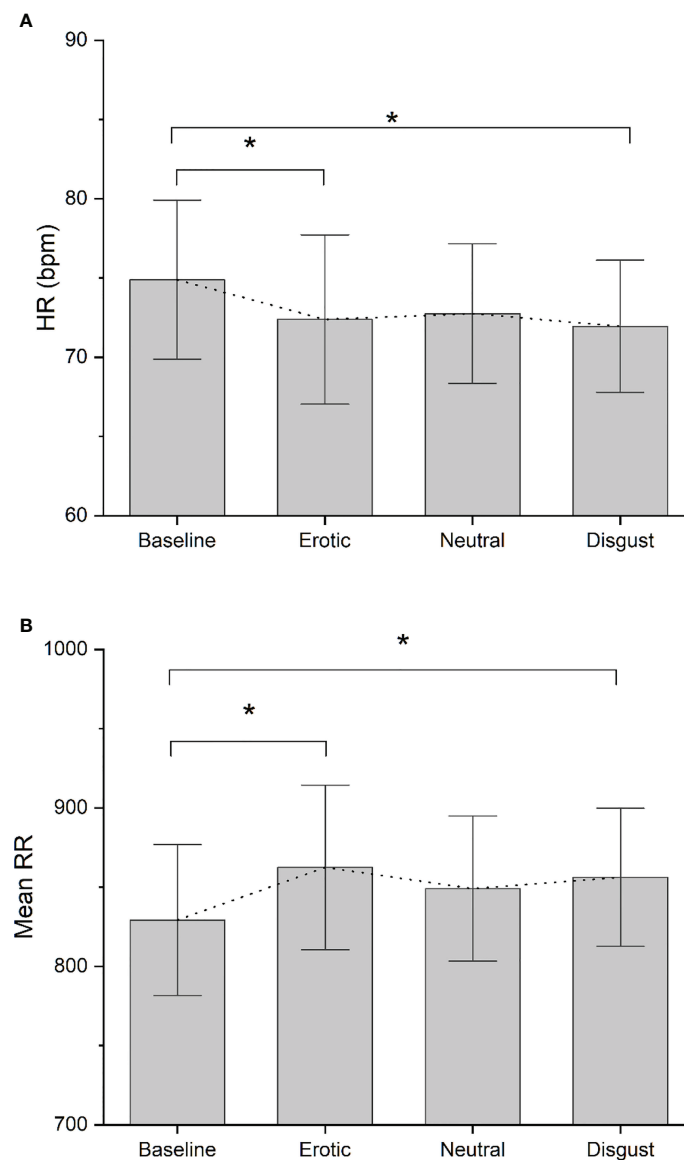 A
90
*
*
80
HR (bpm)
70
60
Baseline Erotic Neutral Disgust
B
1000
*
*
900
Mean RR
800
700
Baseline Erotic Neutral Disgust